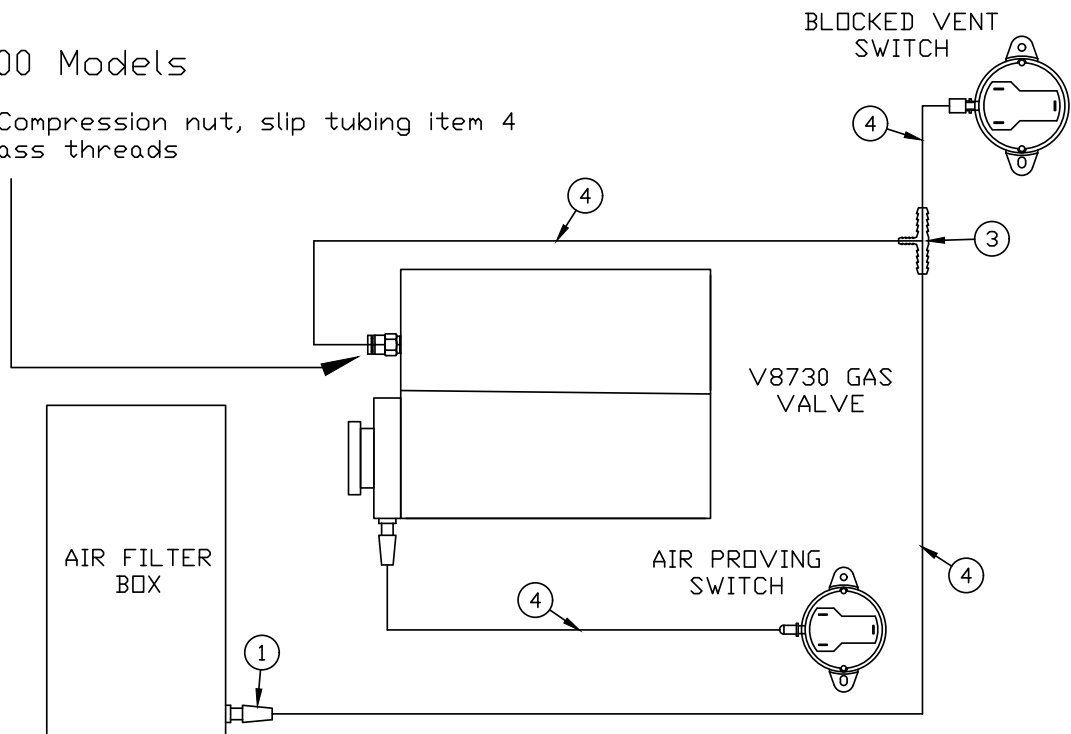 BLOCKED VENT
SWITCH
00 Models
Compression nut, slip tubing item 4
ass threads
4
4
3
V8730 GAS
VALVE
AIR FILTER
BOX
AIR PROVING
SWITCH
4
4
1